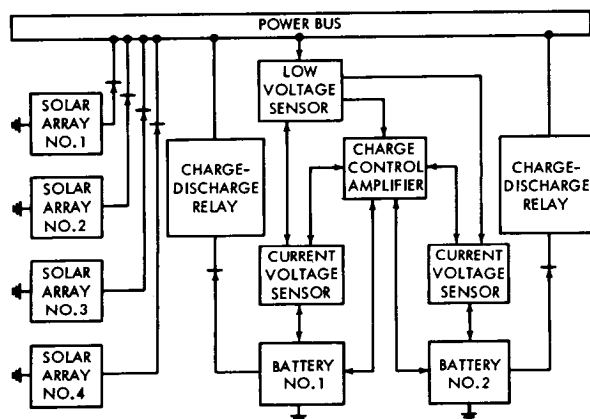 POWER BUS
SOLAR
ARRAY
NO.1
SOLAR
ARRAY
NO.2
SOLAR
ARRAY
NO.3
SOLAR
ARRAY
NO.4
CHARGE-
DISCHARGE
RELAY
LOW
VOLTAGE
SENSOR
CHARGE
CONTROL
AMPLIFIER
CHARGE-
DISCHARGE
RELAY
CURRENT
VOLTAGE
SENSOR
CURRENT
VOLTAGE
SENSOR
BATTERY
NO.1
BATTERY
NO.2